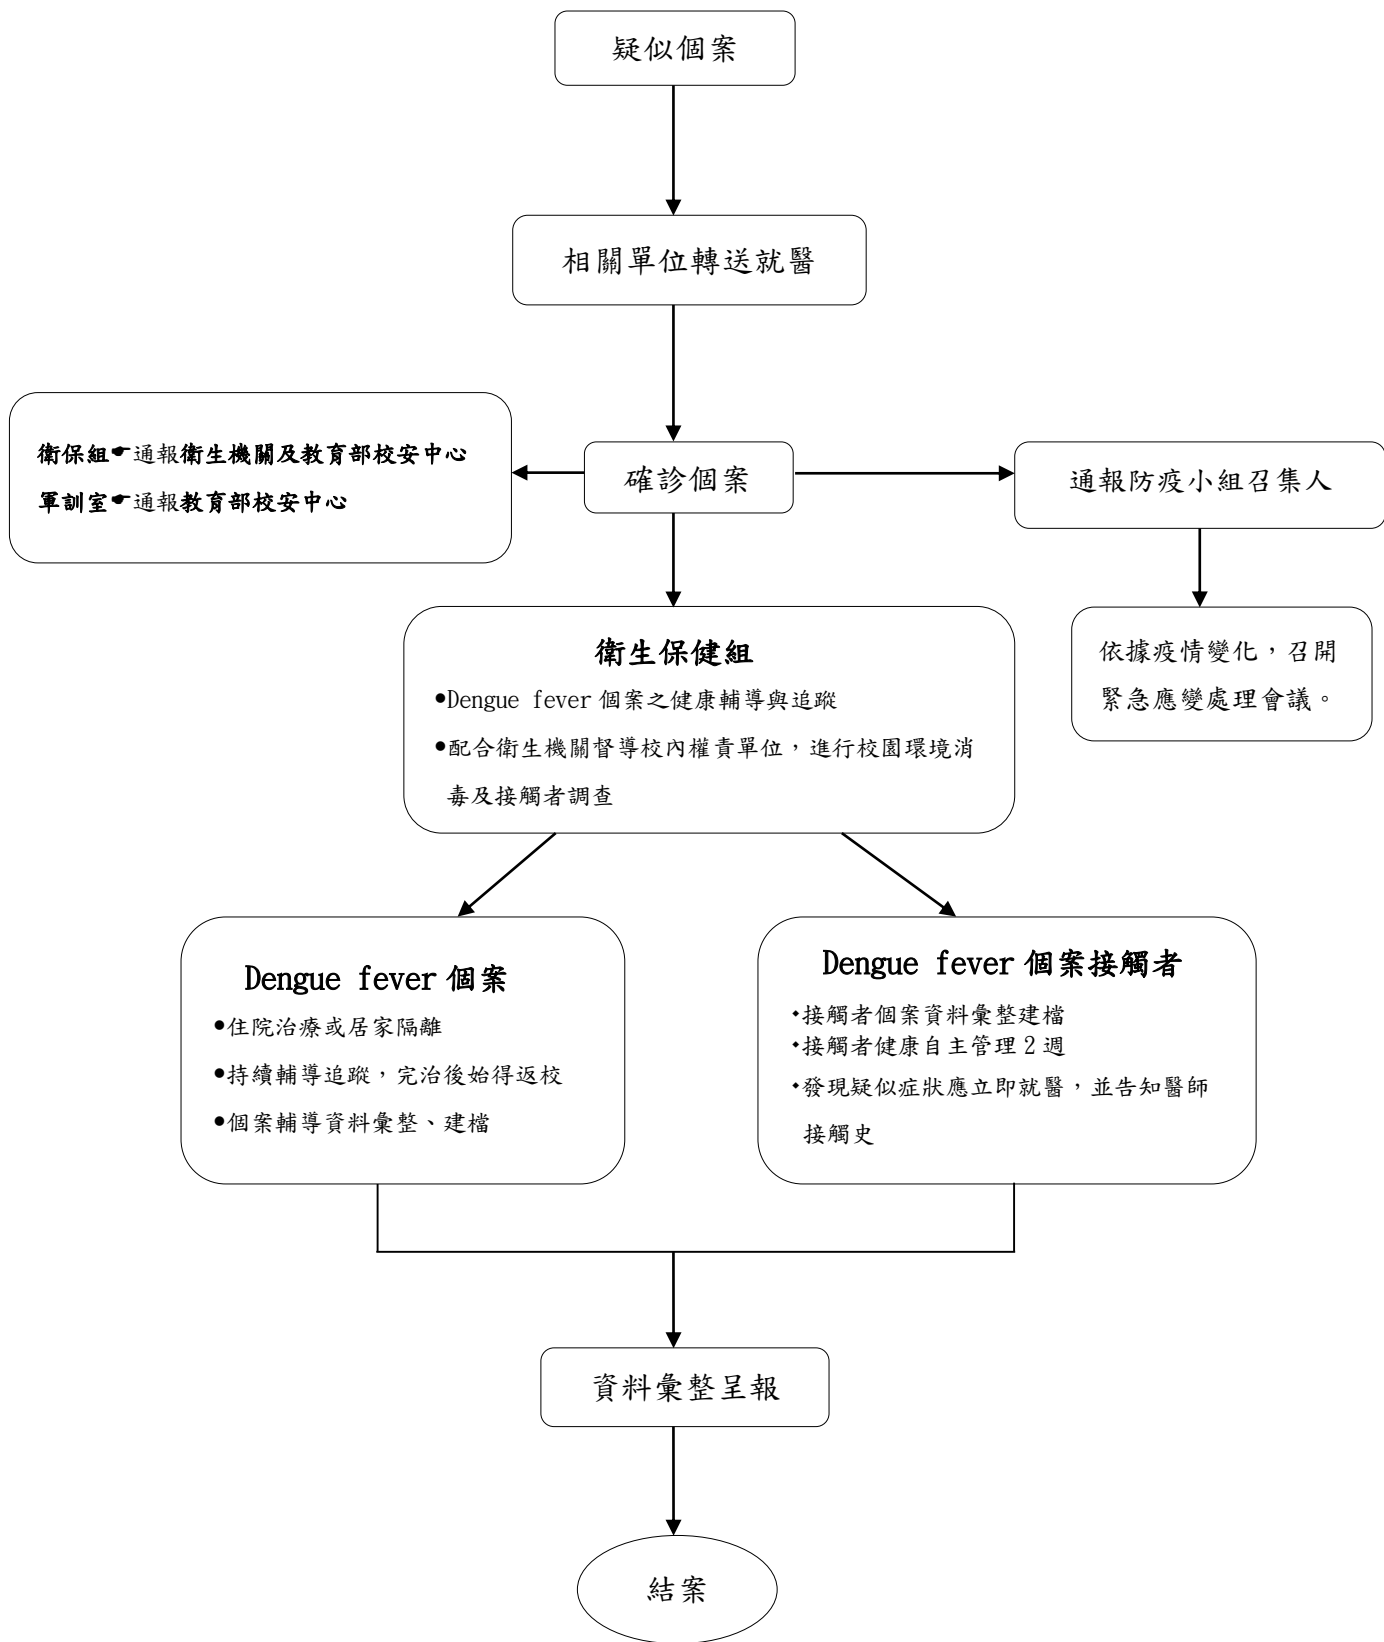 疑似個案
相關單位轉送就醫
衛保組☛通報衛生機關及教育部校安中心
軍訓室☛通報教育部校安中心
確診個案
通報防疫小組召集人
依據疫情變化，召開
緊急應變處理會議。
衛生保健組
●Dengue fever 個案之健康輔導與追蹤
●配合衛生機關督導校內權責單位，進行校園環境消
毒及接觸者調查
Dengue fever 個案
●住院治療或居家隔離
●持續輔導追蹤，完治後始得返校
●個案輔導資料彙整、建檔
Dengue fever 個案接觸者
◆接觸者個案資料彙整建檔
◆接觸者健康自主管理 2 週
◆發現疑似症狀應立即就醫，並告知醫師
接觸史
資料彙整呈報
結案